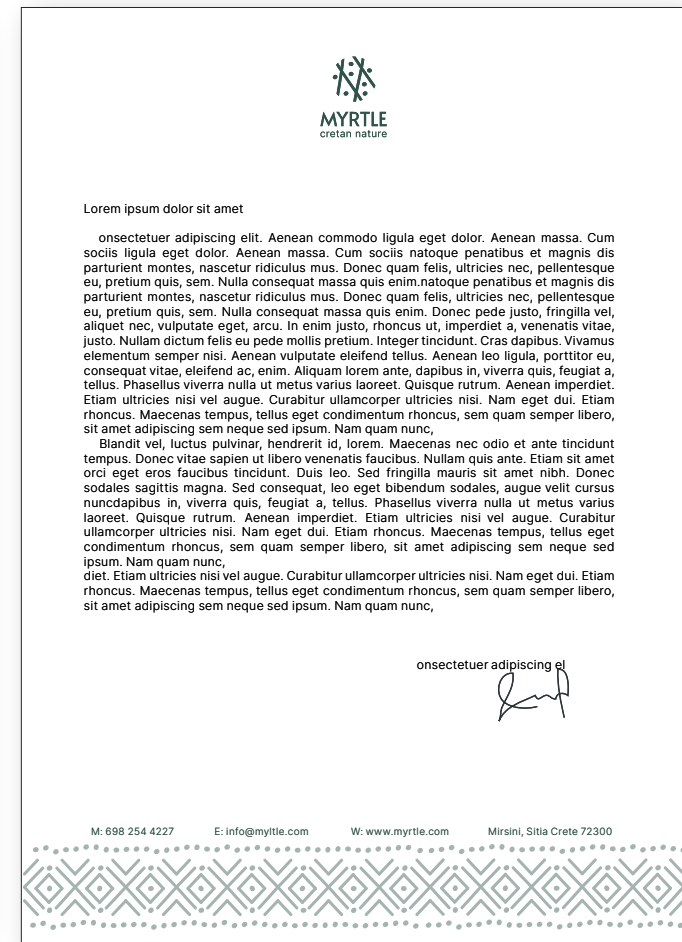 MYRTLE
cretan nature
Lorem ipsum dolor sit amet
onsectetuer adipiscing elit. Aenean commodo ligula eget dolor. Aenean massa. Cum
sociis ligula eget dolor. Aenean massa. Cum sociis natoque penatibus et magnis dis
parturient montes, nascetur ridiculus mus. Donec quam felis, ultricies nec, pellentesque
eu, pretium quis, sem. Nulla consequat massa quis enim.natoque penatibus et magnis dis
parturient montes, nascetur ridiculus mus. Donec quam felis, ultricies nec, pellentesque
eu, pretium quis, sem. Nulla consequat massa quis enim. Donec pede justo, fringilla vel,
aliquet nec, vulputate eget, arcu. In enim justo, rhoncus ut, imperdiet a, venenatis vitae,
justo. Nullam dictum felis eu pede mollis pretium. Integer tincidunt. Cras dapibus. Vivamus
elementum semper nisi. Aenean vulputate eleifend tellus. Aenean leo ligula, porttitor eu,
consequat vitae, eleifend ac, enim. Aliquam lorem ante, dapibus in, viverra quis, feugiat a,
tellus. Phasellus viverra nulla ut metus varius laoreet. Quisque rutrum. Aenean imperdiet.
Etiam ultricies nisi vel augue. Curabitur ullamcorper ultricies nisi. Nam eget dui. Etiam
rhoncus. Maecenas tempus, tellus eget condimentum rhoncus, sem quam semper libero,
sit amet adipiscing sem neque sed ipsum. Nam quam nunc,
Blandit vel, luctus pulvinar, hendrerit id, lorem. Maecenas nec odio et ante tincidunt
tempus. Donec vitae sapien ut libero venenatis faucibus. Nullam quis ante. Etiam sit amet
orci eget eros faucibus tincidunt. Duis leo. Sed fringilla mauris sit amet nibh. Donec
sodales sagittis magna. Sed consequat, leo eget bibendum sodales, augue velit cursus
nuncdapibus in, viverra quis, feugiat a, tellus. Phasellus viverra nulla ut metus varius
laoreet. Quisque rutrum. Aenean imperdiet. Etiam ultricies nisi vel augue. Curabitur
ullamcorper ultricies nisi. Nam eget dui. Etiam rhoncus. Maecenas tempus, tellus eget
condimentum rhoncus, sem quam semper libero, sit amet adipiscing sem neque sed
ipsum. Nam quam nunc,
diet. Etiam ultricies nisi vel augue. Curabitur ullamcorper ultricies nisi. Nam eget dui. Etiam
rhoncus. Maecenas tempus, tellus eget condimentum rhoncus, sem quam semper libero,
sit amet adipiscing sem neque sed ipsum. Nam quam nunc,
onsectetuer adipiscing el
M: 698 254 4227 E: info@myltle.com W: www.myrtle.com Mirsini, Sitia Crete 72300